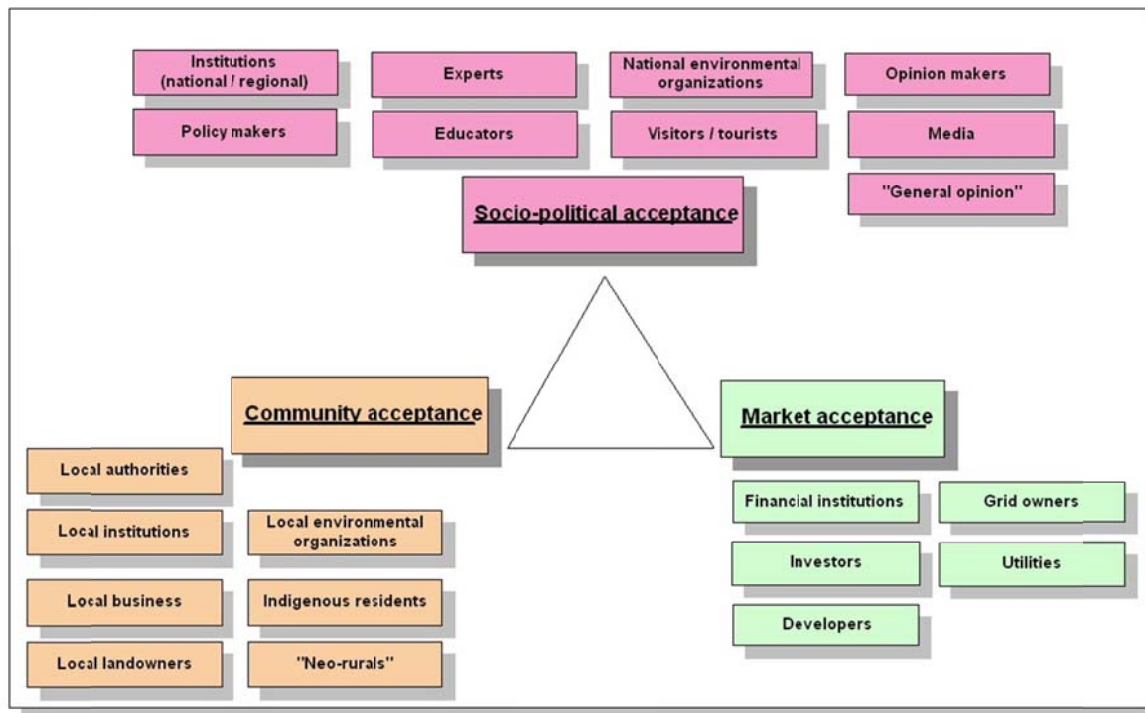 Institutions
(national / regional)
Experts
National environmental
organizations
Opinion makers
Policy makers
Educators
Visitors / tourists
Media
"General opinion"
Socio-political acceptance
Community acceptance
Market acceptance
Local authorities
Local institutions
Local environmental
organizations
Local business
Indigenous residents
Local landowners
"Neo-rurals"
Financial institutions
Grid owners
Investors
Utilities
Developers